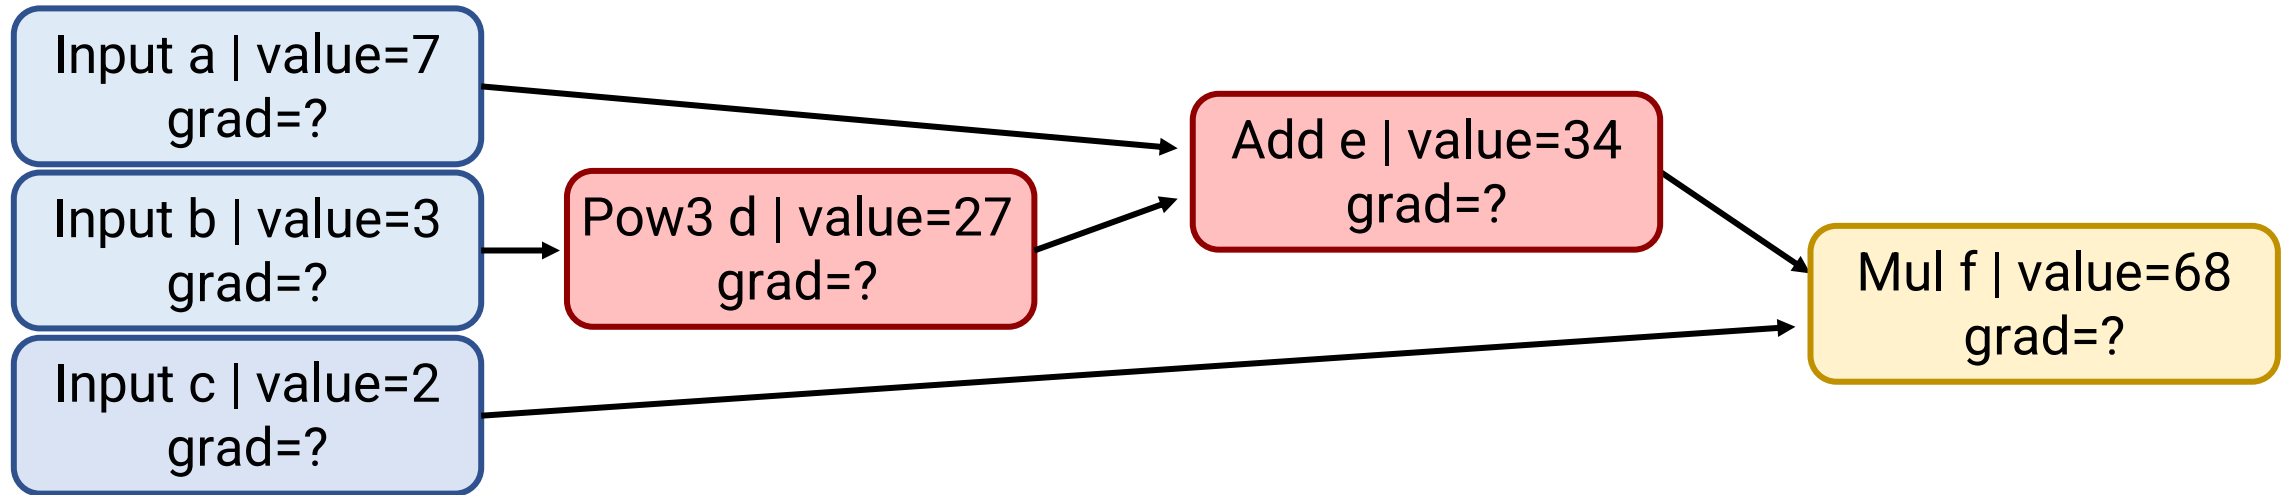 Input a | value=7
grad=?
Input b | value=3
grad=?
Input c | value=2
grad=?
Pow3 d | value=27
grad=?
Add e | value=34
grad=?
Mul f | value=68
grad=?